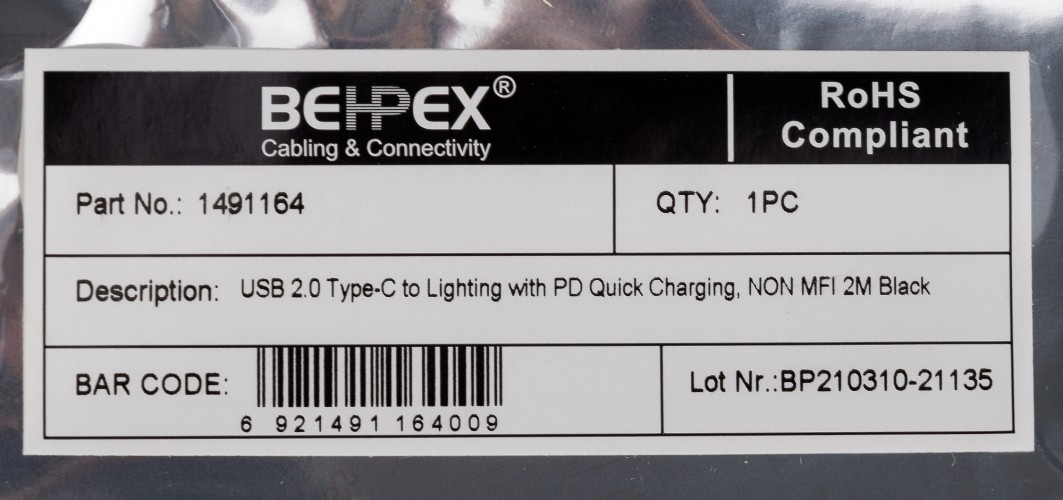 BEHPEX®
Cabling & Connectivity
RoHS
Compliant
Part No.: 1491164
QTY: 1PC
Description: USB 2.0 Type-C to Lighting with PD Quick Charging, NON MFI 2M Black
BAR CODE:
6 921491 164009
Lot Nr.:BP210310-21135